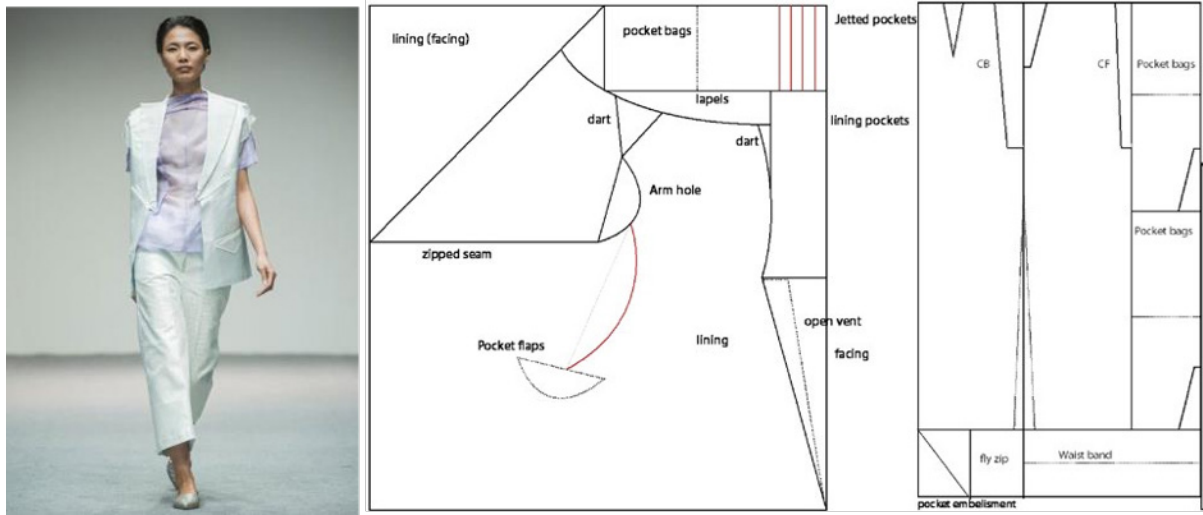 lining (facing)
pocket bags
Jetted pockets
lapels
dart
dart
lining pockets
Arm hole
zipped seam
Pocket flaps
lining
open vent
facing
CB
CF
Pocket bags
Pocket bags
fly zip
Waist band
pocket embelisment